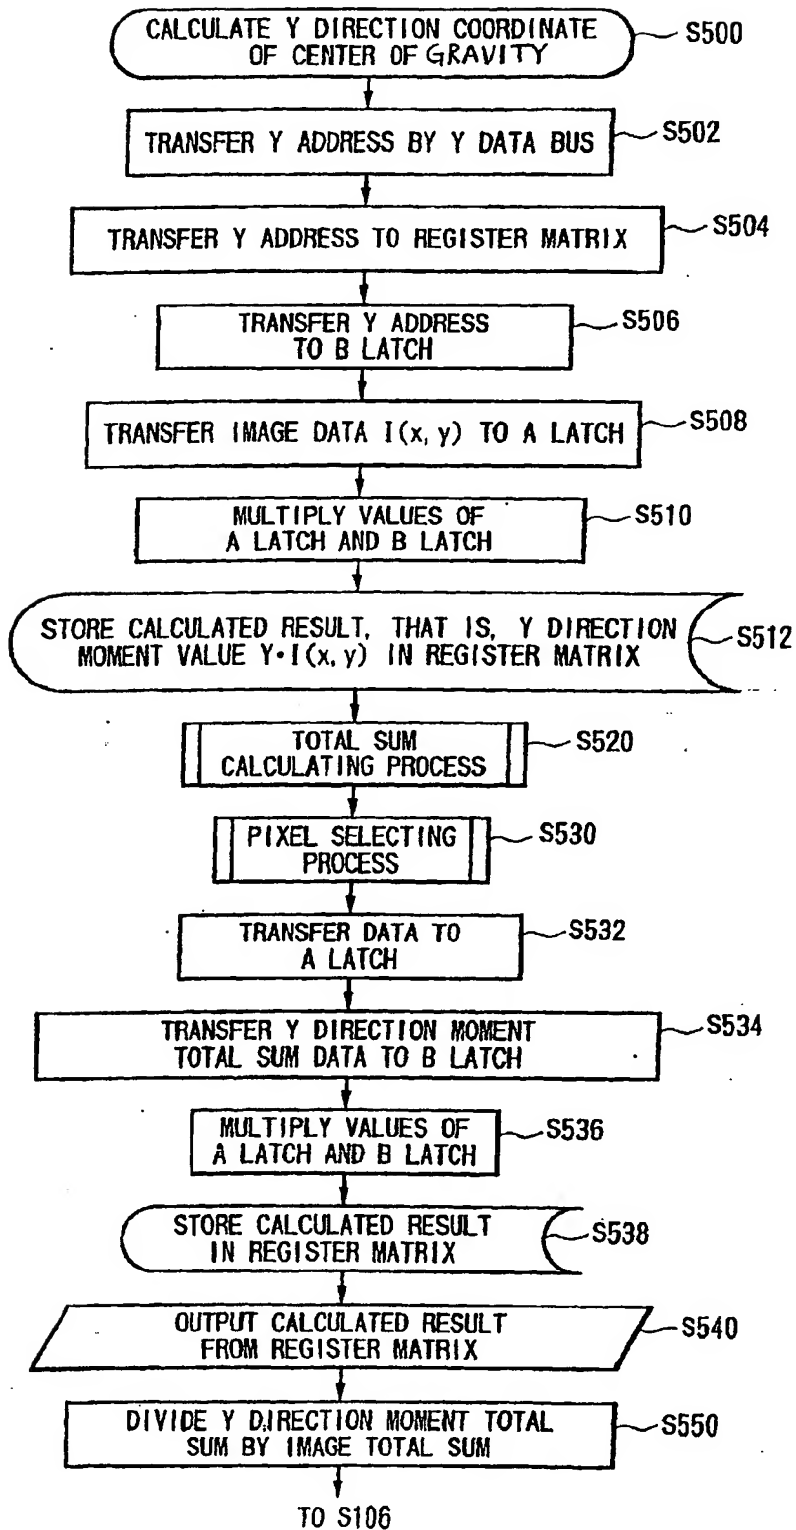 CALCULATE Y DIRECTION COORDINATE
OF CENTER OF GRAVITY
S500
TRANSFER Y ADDRESS BY Y DATA BUS
S502
TRANSFER Y ADDRESS TO REGISTER MATRIX
S504
TRANSFER Y ADDRESS
TO B LATCH
S506
TRANSFER IMAGE DATA I(x, y) TO A LATCH
S508
MULTIPLY VALUES OF
A LATCH AND B LATCH
S510
STORE CALCULATED RESULT, THAT IS, Y DIRECTION
MOMENT VALUE Y·I(x, y) IN REGISTER MATRIX
S512
TOTAL SUM
CALCULATING PROCESS
S520
PIXEL SELECTING
PROCESS
S530
TRANSFER DATA TO
A LATCH
S532
TRANSFER Y DIRECTION MOMENT
TOTAL SUM DATA TO B LATCH
S534
MULTIPLY VALUES OF
A LATCH AND B LATCH
S536
STORE CALCULATED RESULT
IN REGISTER MATRIX
S538
OUTPUT CALCULATED RESULT
FROM REGISTER MATRIX
S540
DIVIDE Y DIRECTION MOMENT TOTAL
SUM BY IMAGE TOTAL SUM
S550
TO S106